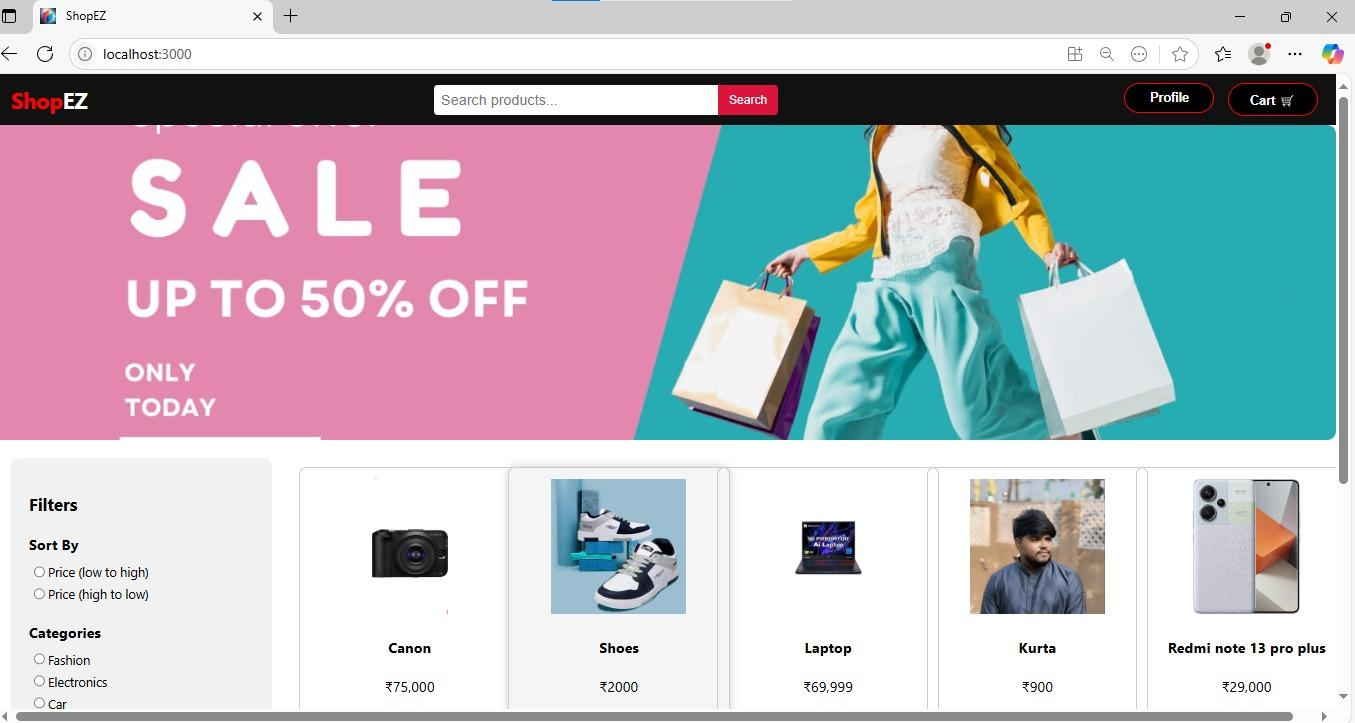 ShopEZ
localhost:3000
ShopEZ
Search products...
Search
Profile
Cart
SALE
UP TO 50% OFF
ONLY
TODAY
Filters
Sort By
Price (low to high)
Price (high to low)
Categories
Fashion
Electronics
Car
Canon
₹75,000
Shoes
₹2000
Laptop
₹69,999
Kurta
₹900
Redmi note 13 pro plus
₹29,000